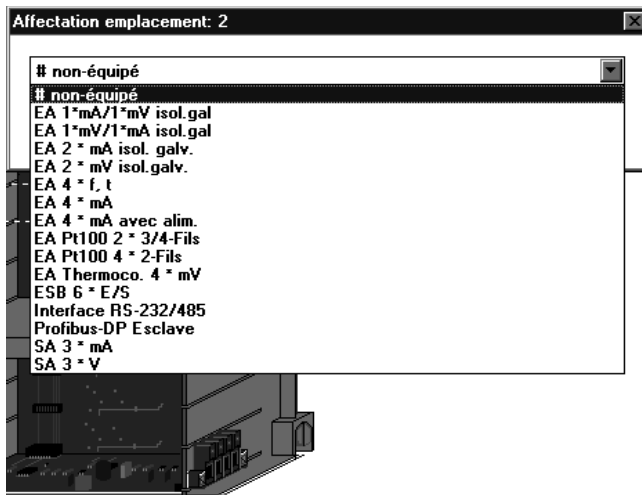 Affectation emplacement: 2
# non-équipé
# non-équipé
EA 1*mA/1*mV isol.gal
EA 1*mV/1*mA isol.gal
EA 2 * mA isol. galv.
EA 2 * mV isol.galv.
EA 4 * f, t
EA 4 * mA
EA 4 * mA avec alim.
EA Pt100 2 * 3/4-Fils
EA Pt100 4 * 2-Fils
EA Thermoco. 4 * mV
ESB 6 * E/S
Interface RS-232/485
Profibus-DP Esclave
SA 3 * mA
SA 3 * V